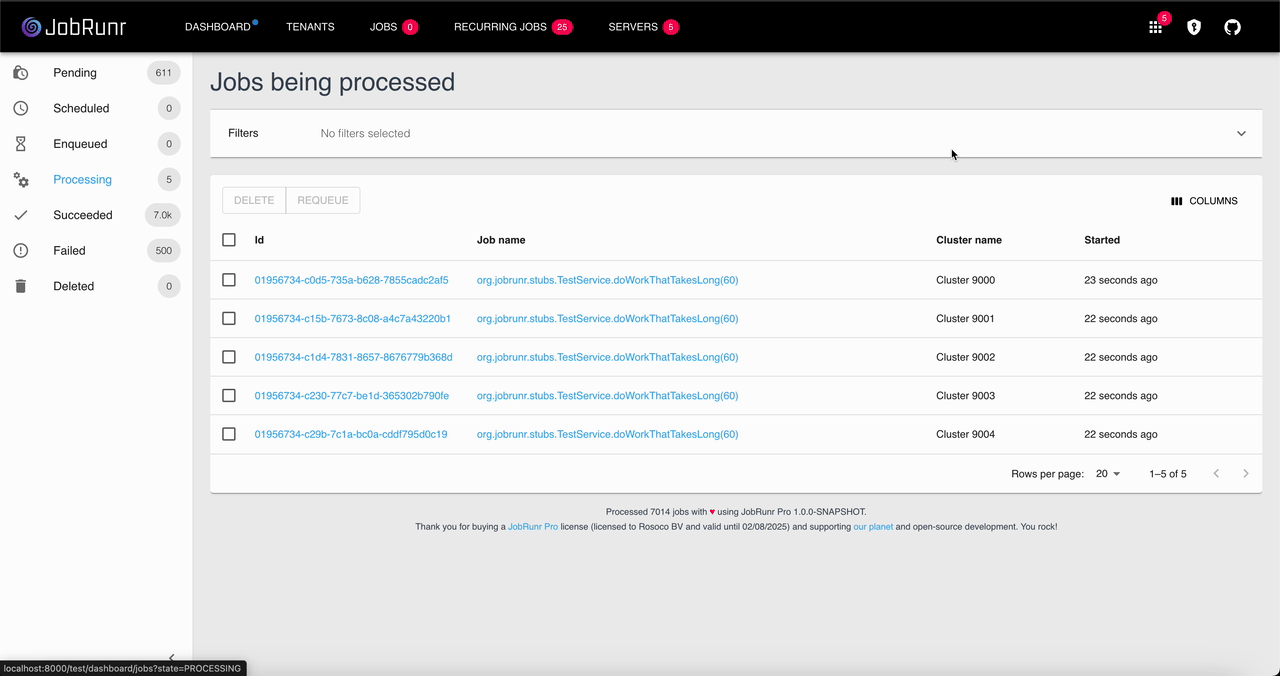 JobRunr DASHBOARD TENANTS JOBS 0 RECURRING JOBS 25 SERVERS 5 5
Pending 611
Scheduled 0
Enqueued 0
Processing 5
Succeeded 7.0k
Failed 500
Deleted 0
Jobs being processed
Filters No filters selected
DELETE REQUEUE COLUMNS
Id Job name Cluster name Started
01956734-c0d5-735a-b628-7855cadc2af5 org.jobrunr.stubs.TestService.doWorkThatTakesLong(60) Cluster 9000 23 seconds ago
01956734-c15b-7673-8c08-a4c7a43220b1 org.jobrunr.stubs.TestService.doWorkThatTakesLong(60) Cluster 9001 22 seconds ago
01956734-c1d4-7831-8657-8676779b368d org.jobrunr.stubs.TestService.doWorkThatTakesLong(60) Cluster 9002 22 seconds ago
01956734-c230-77c7-be1d-365302b790fe org.jobrunr.stubs.TestService.doWorkThatTakesLong(60) Cluster 9003 22 seconds ago
01956734-c29b-7c1a-bc0a-cddf795d0c19 org.jobrunr.stubs.TestService.doWorkThatTakesLong(60) Cluster 9004 22 seconds ago
Rows per page: 20 1–5 of 5
Processed 7014 jobs with ♥ using JobRunr Pro 1.0.0-SNAPSHOT.
Thank you for buying a JobRunr Pro license (licensed to Rosoco BV and valid until 02/08/2025) and supporting our planet and open-source development. You rock!
localhost:8000/test/dashboard/jobs?state=PROCESSING